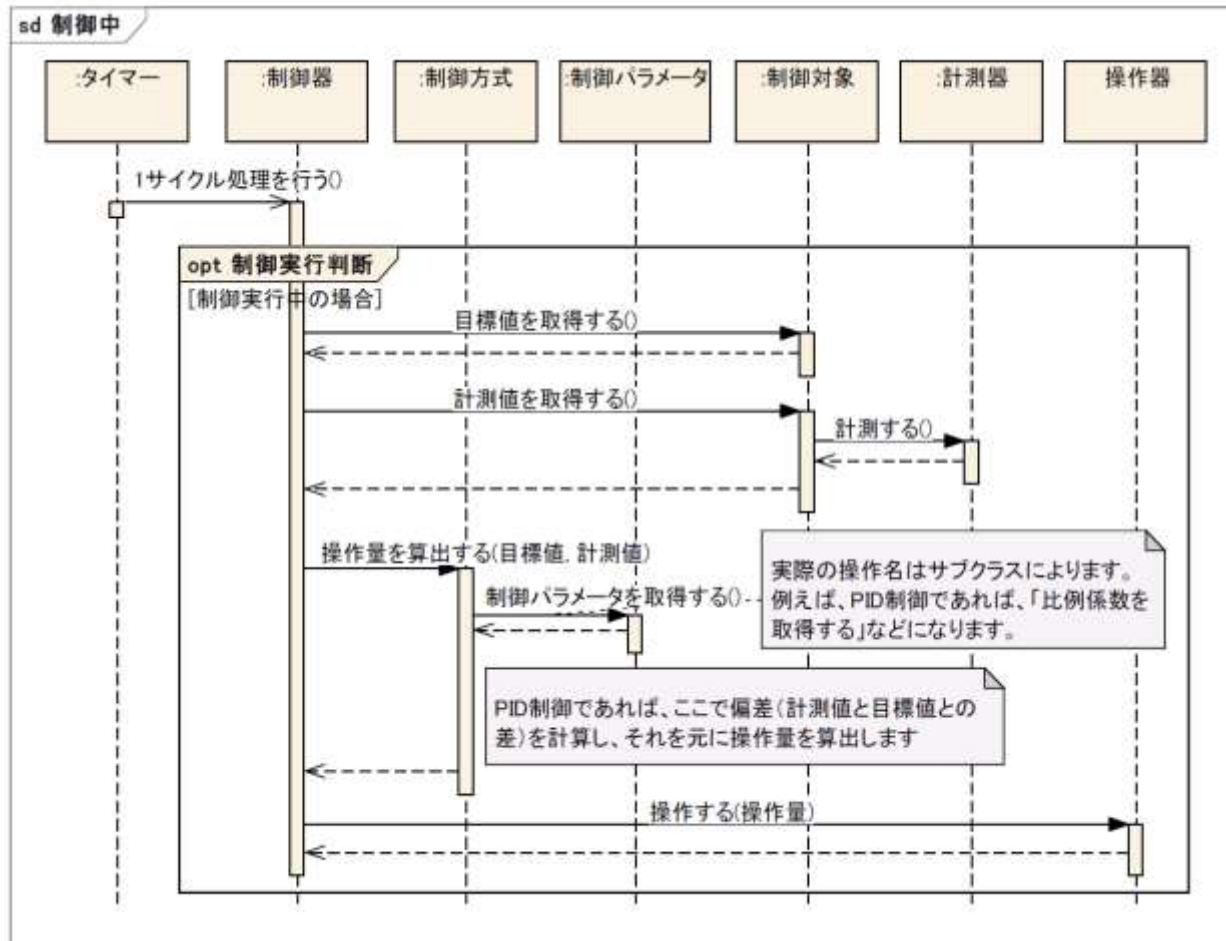 sd 制御中
:タイマー
:制御器
:制御方式
:制御パラメータ
:制御対象
:計測器
操作器
1サイクル処理を行う()
opt 制御実行判断
[制御実行中の場合]
目標値を取得する()
計測値を取得する()
計測する()
操作量を算出する(目標値, 計測値)
制御パラメータを取得する()
実際の操作名はサブクラスによります。
例えば、PID制御であれば、「比例係数を
取得する」などになります。
PID制御であれば、ここで偏差(計測値と目標値との
差)を計算し、それを元に操作量を算出します
操作する(操作量)